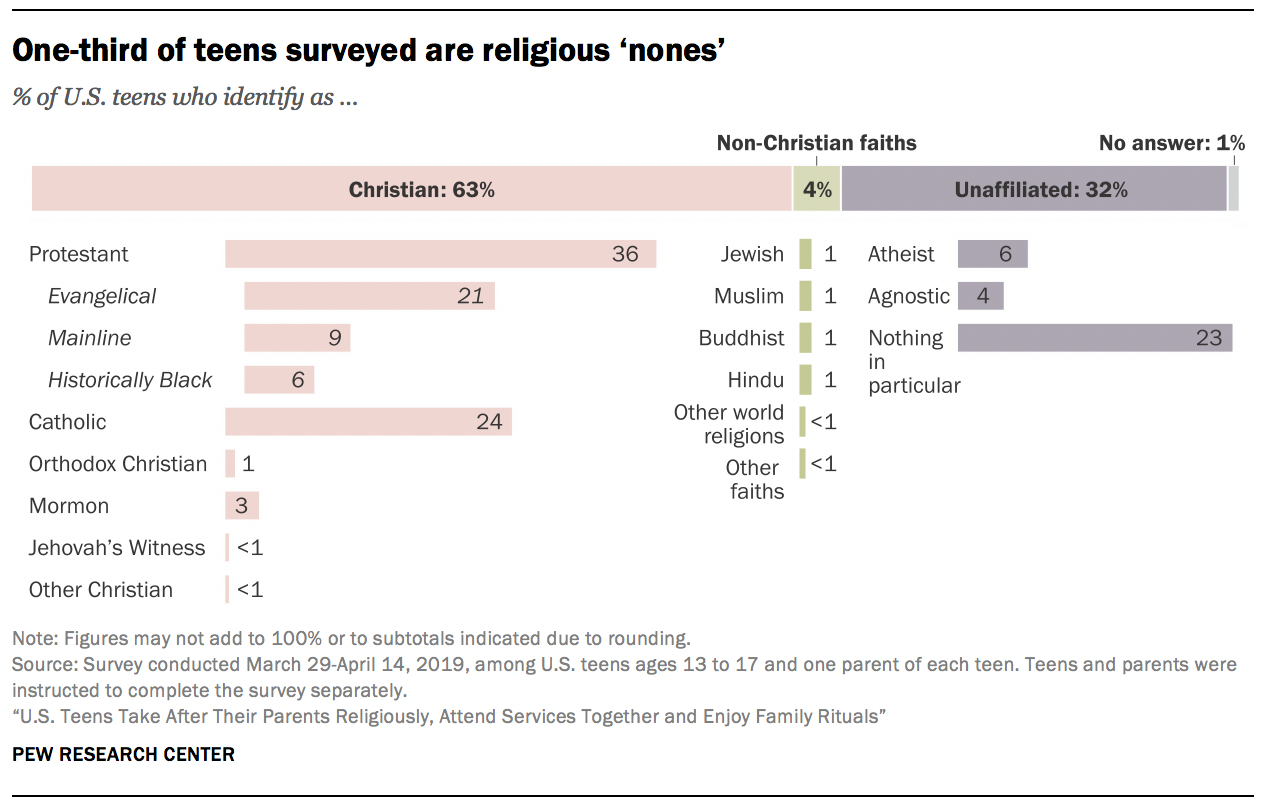 One-third of teens surveyed are religious ‘nones’
% of U.S. teens who identify as ...
Non-Christian faiths
No answer: 1%
Christian: 63%
4%
Unaffiliated: 32%
Protestant 36
Evangelical 21
Mainline 9
Historically Black 6
Catholic 24
Orthodox Christian 1
Mormon 3
Jehovah’s Witness <1
Other Christian <1
Jewish 1
Muslim 1
Buddhist 1
Hindu 1
Other world
religions <1
Other
faiths <1
Atheist 6
Agnostic 4
Nothing 23
in
particular
Note: Figures may not add to 100% or to subtotals indicated due to rounding.
Source: Survey conducted March 29-April 14, 2019, among U.S. teens ages 13 to 17 and one parent of each teen. Teens and parents were
instructed to complete the survey separately.
“U.S. Teens Take After Their Parents Religiously, Attend Services Together and Enjoy Family Rituals”
PEW RESEARCH CENTER